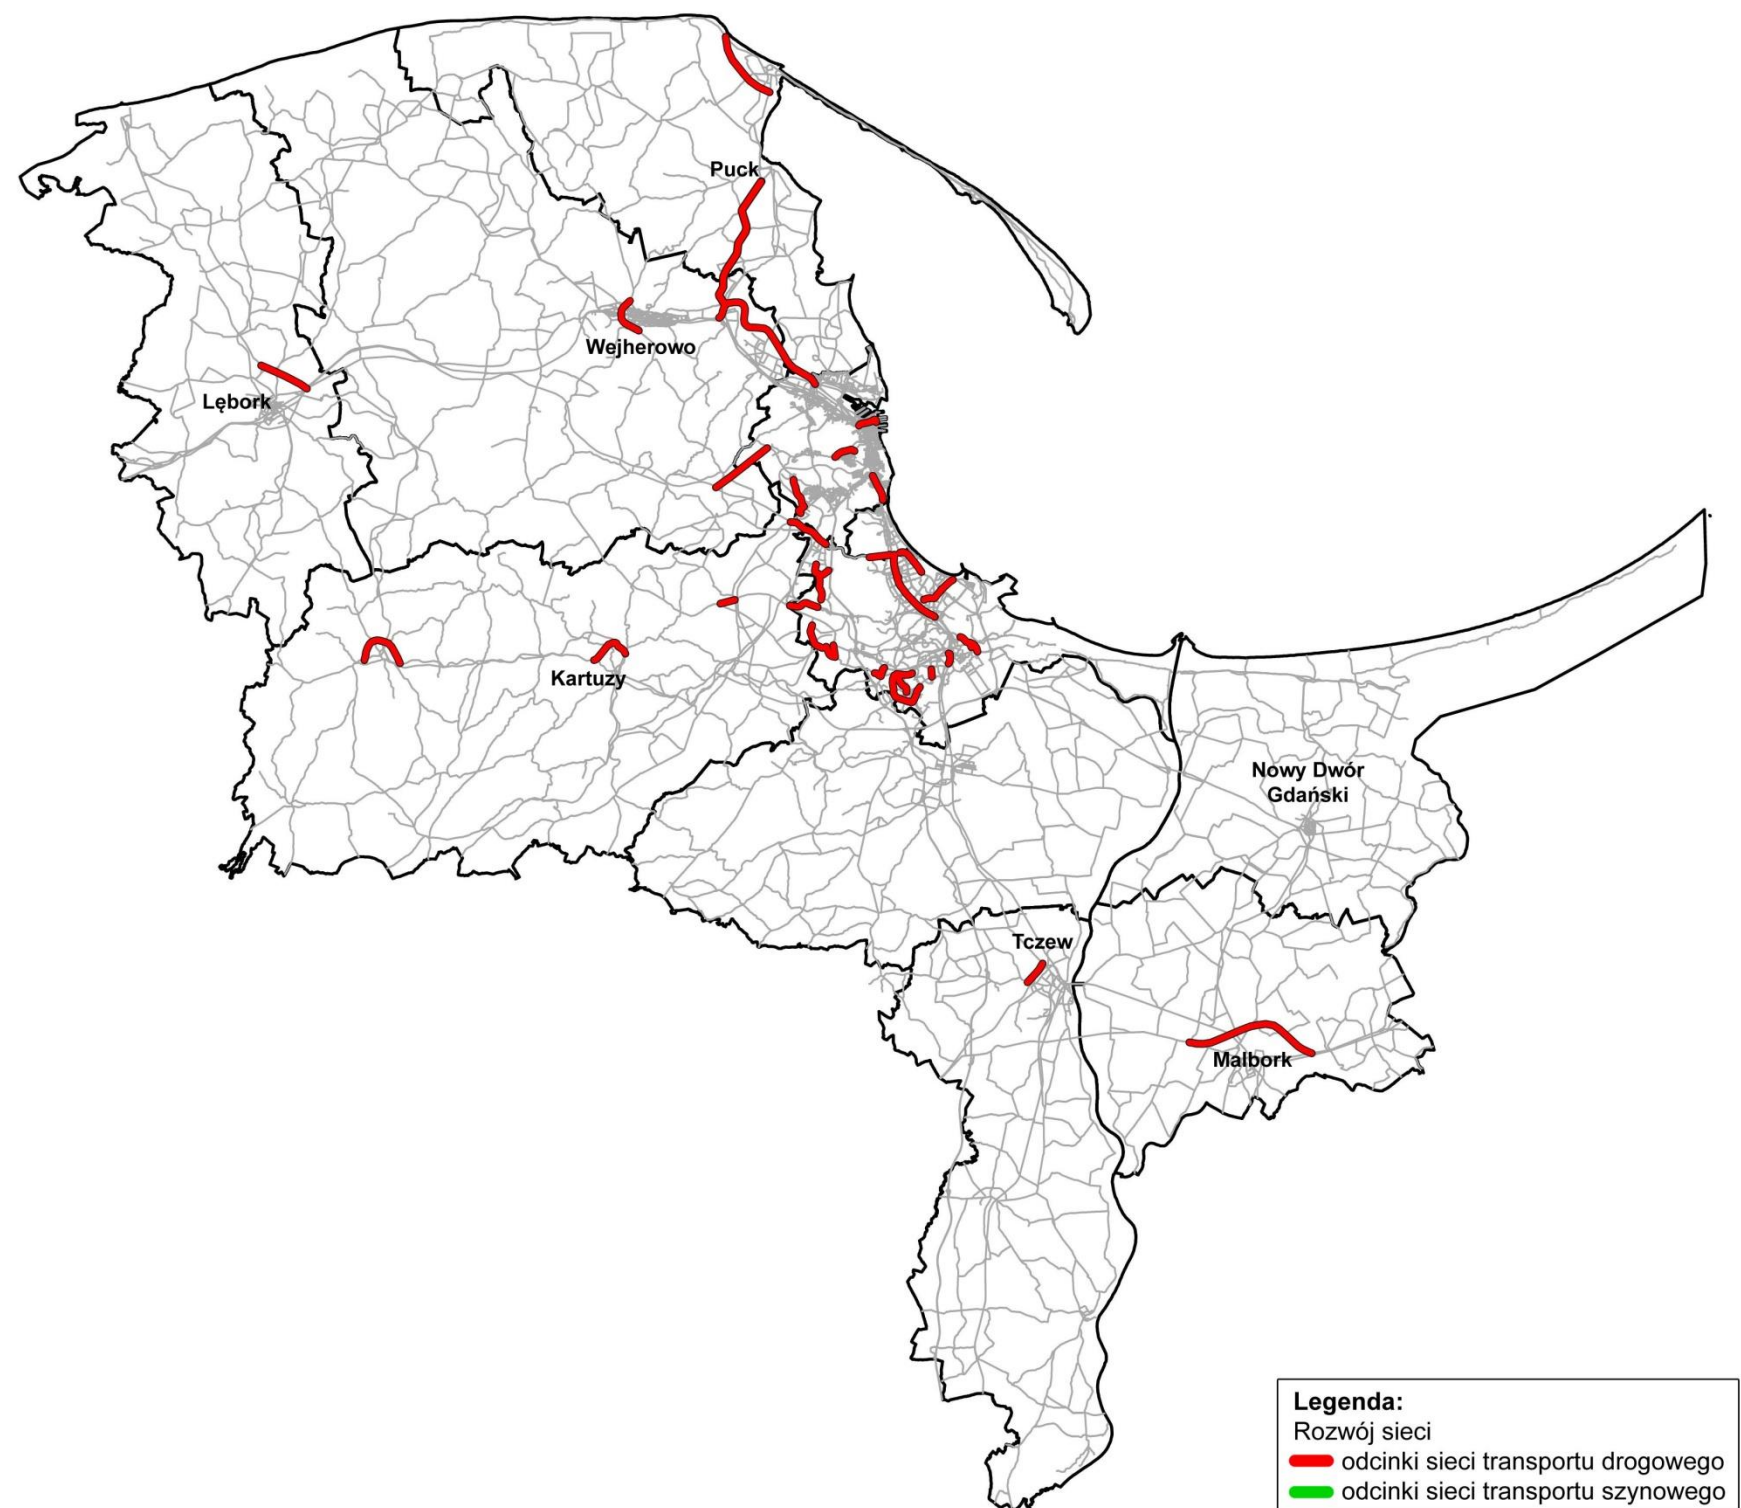 Puck
Wejherowo
Lębork
Kartuzy
Nowy Dwór
Gdański
Tczew
Malbork
Legenda:
Rozwój sieci
odcinki sieci transportu drogowego
odcinki sieci transportu szynowego